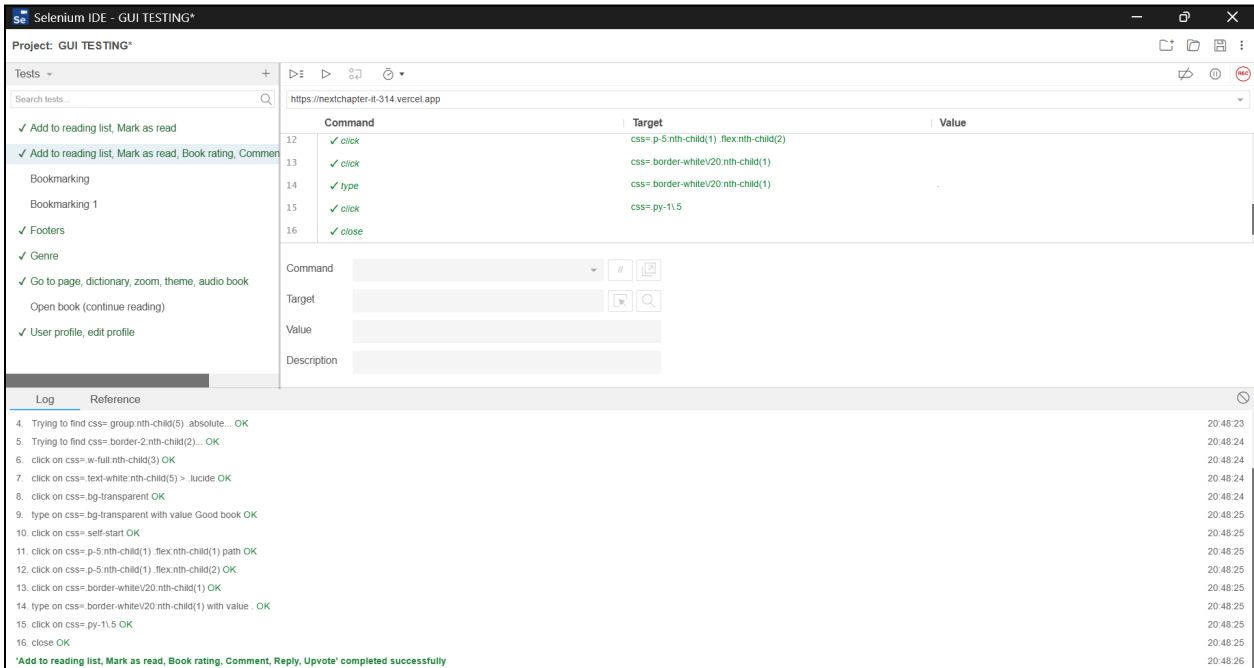 Se Selenium IDE - GUI TESTING*
Project: GUI TESTING*
Tests
Search tests...
https://nextchapter-it-314.vercel.app
REC
✓ Add to reading list, Mark as read
✓ Add to reading list, Mark as read, Book rating, Commen
Bookmarking
Bookmarking 1
✓ Footers
✓ Genre
✓ Go to page, dictionary, zoom, theme, audio book
Open book (continue reading)
✓ User profile, edit profile
Command Target Value
12 ✓ click css=.p-5:nth-child(1) .flex:nth-child(2)
13 ✓ click css=.border-white\/20:nth-child(1)
14 ✓ type css=.border-white\/20:nth-child(1) .
15 ✓ click css=.py-1\.5
16 ✓ close
Command //
Target
Value
Description
Log Reference
4. Trying to find css=.group:nth-child(5) .absolute... OK 20:48:23
5. Trying to find css=.border-2:nth-child(2)... OK 20:48:24
6. click on css=.w-full:nth-child(3) OK 20:48:24
7. click on css=.text-white:nth-child(5) > .lucide OK 20:48:24
8. click on css=.bg-transparent OK 20:48:24
9. type on css=.bg-transparent with value Good book OK 20:48:25
10. click on css=.self-start OK 20:48:25
11. click on css=.p-5:nth-child(1) .flex:nth-child(1) path OK 20:48:25
12. click on css=.p-5:nth-child(1) .flex:nth-child(2) OK 20:48:25
13. click on css=.border-white\/20:nth-child(1) OK 20:48:25
14. type on css=.border-white\/20:nth-child(1) with value . OK 20:48:25
15. click on css=.py-1\.5 OK 20:48:25
16. close OK 20:48:25
'Add to reading list, Mark as read, Book rating, Comment, Reply, Upvote' completed successfully 20:48:26